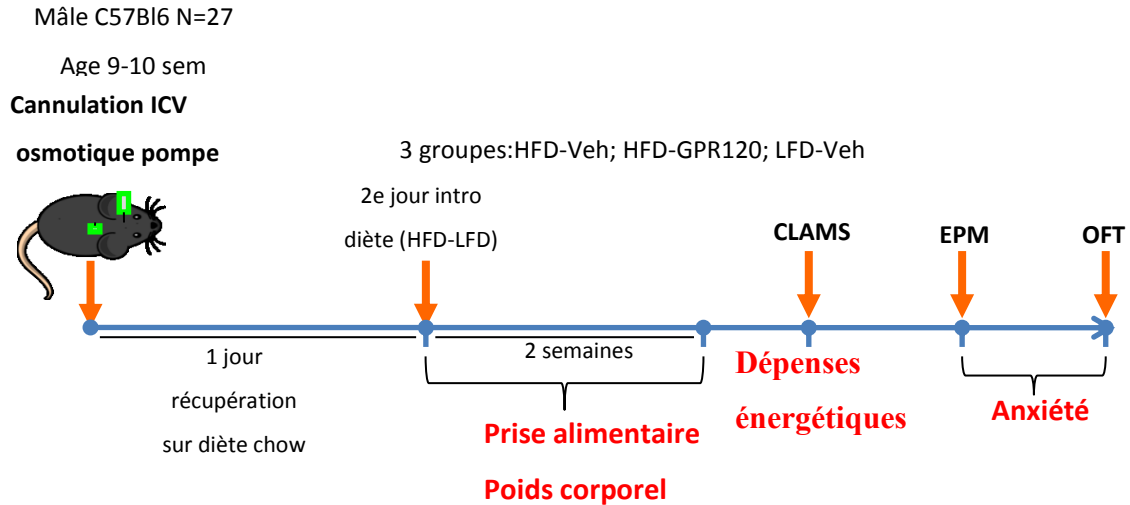 Mâle C57Bl6 N=27
Age 9-10 sem
Cannulation ICV
osmotique pompe
3 groupes:HFD-Veh; HFD-GPR120; LFD-Veh
2e jour intro
diète (HFD-LFD)
CLAMS
EPM
OFT
1 jour
récupération
sur diète chow
2 semaines
Prise alimentaire
Poids corporel
Dépenses
énergétiques
Anxiété